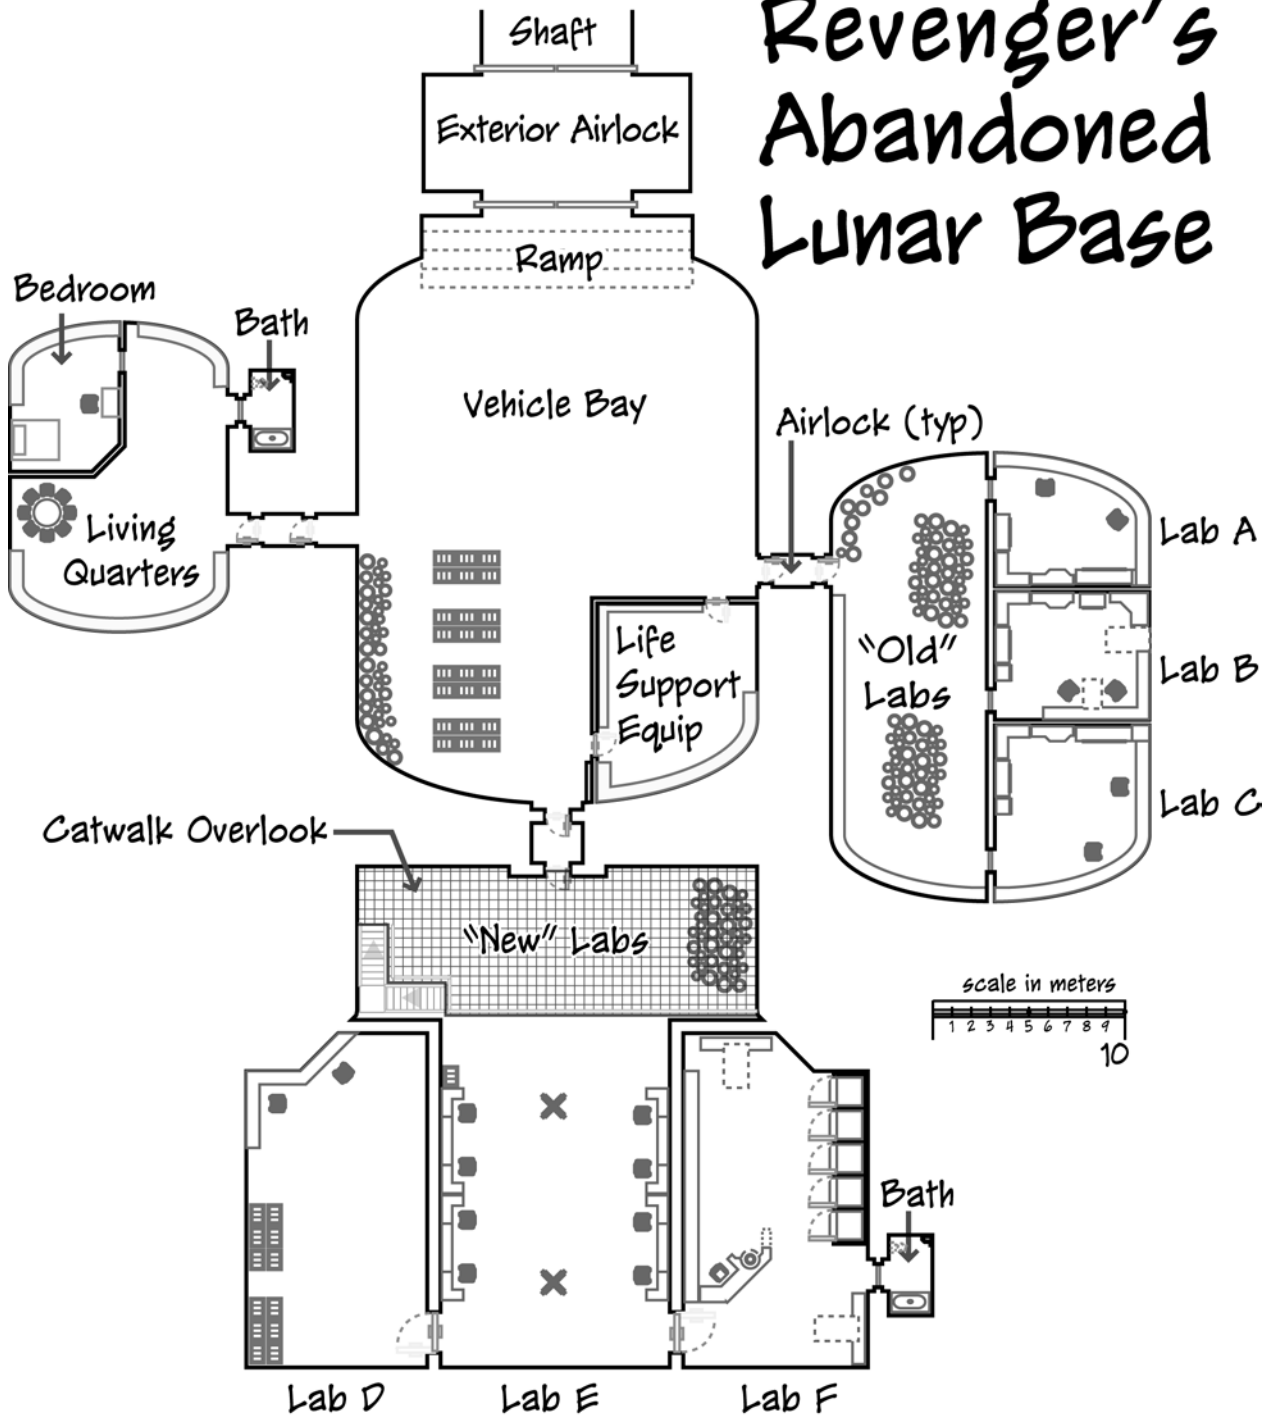 Shaft
Revenger's
Abandoned
Lunar Base
Exterior Airlock
Ramp
Bedroom
Bath
Vehicle Bay
Airlock (typ)
Living
Quarters
Lab A
Life
Support
Equip
"Old"
Labs
Lab B
Lab C
Catwalk Overlook
"New" Labs
scale in meters
1 2 3 4 5 6 7 8 9
10
Bath
Lab D
Lab E
Lab F